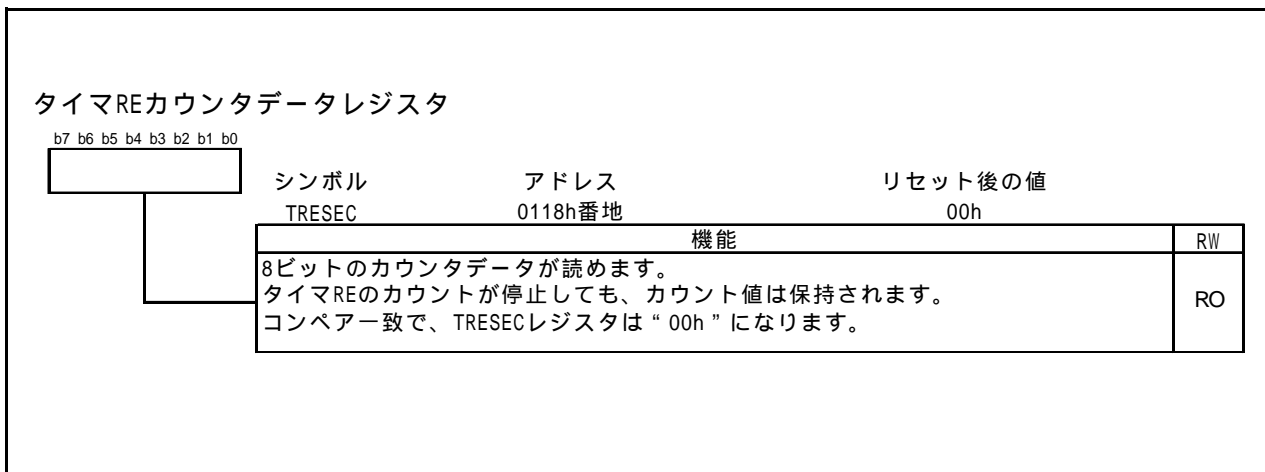 タイマREカウンタデータレジスタ
b7 b6 b5 b4 b3 b2 b1 b0
シンボル アドレス リセット後の値
TRESEC 0118h番地 00h
機能 RW
8ビットのカウンタデータが読めます。
タイマREのカウントが停止しても、カウント値は保持されます。
コンペア一致で、TRESECレジスタは“00h”になります。
RO